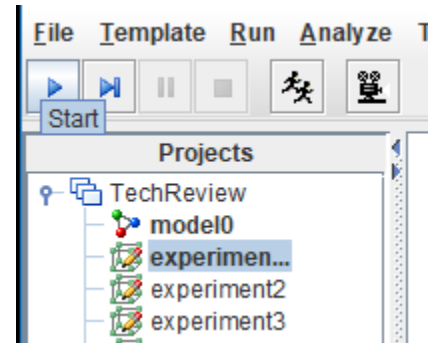 File Template Run Analyze T
Start
Projects
TechReview
model0
experimen...
experiment2
experiment3